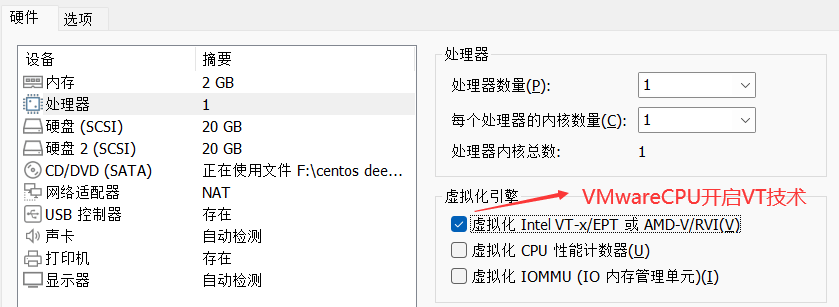 硬件 选项
设备 摘要
内存 2 GB
处理器 1
硬盘 (SCSI) 20 GB
硬盘 2 (SCSI) 20 GB
CD/DVD (SATA) 正在使用文件 F:\centos dee...
网络适配器 NAT
USB 控制器 存在
声卡 自动检测
打印机 存在
显示器 自动检测
处理器
处理器数量(P): 1
每个处理器的内核数量(C): 1
处理器内核总数: 1
虚拟化引擎
VMwareCPU开启VT技术
虚拟化 Intel VT-x/EPT 或 AMD-V/RVI(V)
虚拟化 CPU 性能计数器(U)
虚拟化 IOMMU (IO 内存管理单元)(I)